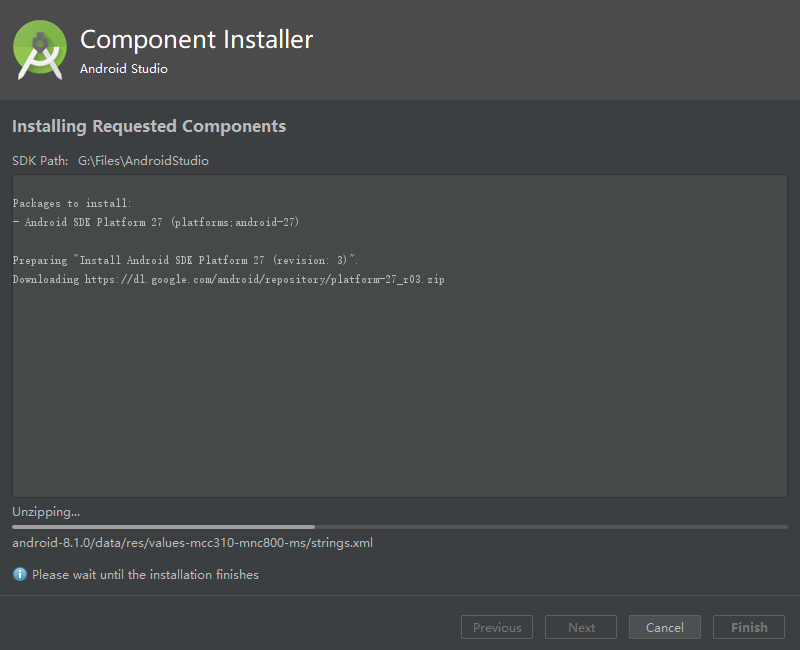 Component Installer
Android Studio
Installing Requested Components
SDK Path: G:\Files\AndroidStudio
Packages to install:
- Android SDK Platform 27 (platforms;android-27)
Preparing "Install Android SDK Platform 27 (revision: 3)".
Downloading https://dl.google.com/android/repository/platform-27_r03.zip
Unzipping...
android-8.1.0/data/res/values-mcc310-mnc800-ms/strings.xml
Please wait until the installation finishes
Previous Next Cancel Finish